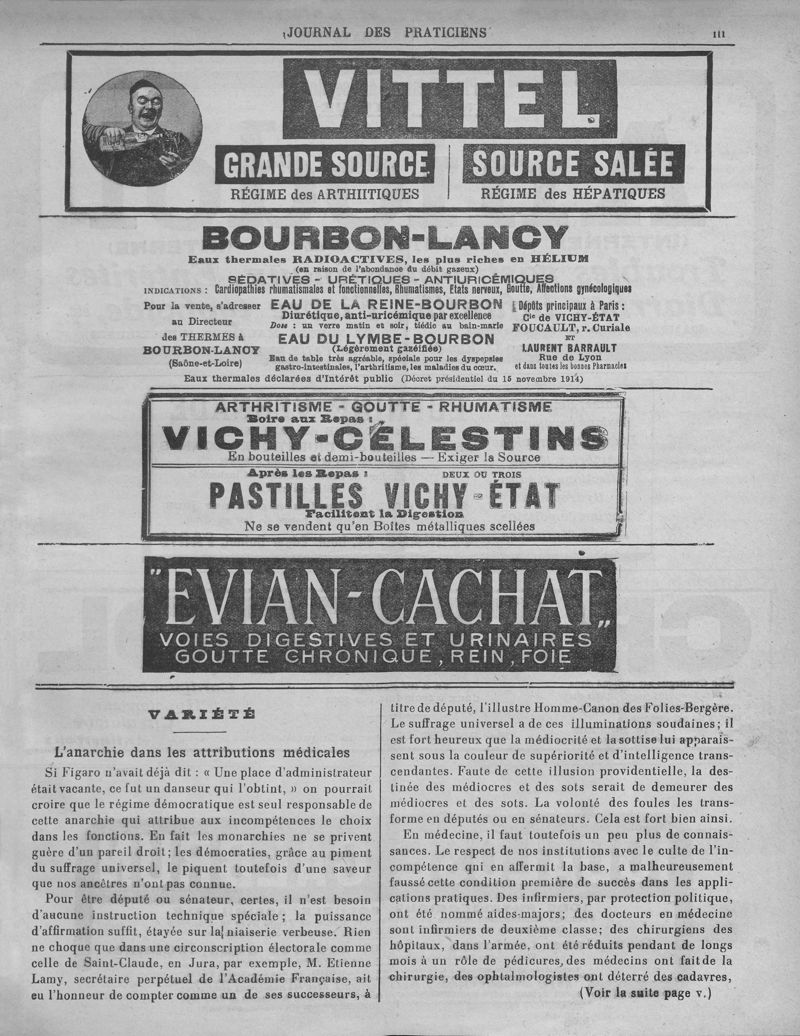 JOURNAL DES PRATICIENS
III
VITTEL
GRANDE SOURCE
SOURCE SALÉE
RÉGIME des ARTHIITIQUES
RÉGIME des HÉPATIQUES
BOURBON-LANCY
Eaux thermales RADIOACTIVES, les plus riches en HÉLIUM
(en raison de l'abondance du débit gazeux)
SÉDATIVES - URÉTIQUES - ANTIURICÉMIQUES
INDICATIONS : Cardiopathies rhumatismales et fonctionnelles, Rhumatismes, Etats nerveux, Goutte, Affections gynécologiques
Pour la vente, s'adresser
au Directeur
des THERMES à
BOURBON-LANCY
(Saône-et-Loire)
EAU DE LA REINE-BOURBON
Diurétique, anti-uricémique par excellence
Dose : un verre matin et soir, tiédie au bain-marie
EAU DU LYMBE-BOURBON
(Légèrement gazéifiée)
Eau de table très agréable, spéciale pour les dyspepsies
gastro-intestinales, l'arthritisme, les maladies du cœur.
Dépôts principaux à Paris :
Cie de VICHY-ÉTAT
FOUCAULT, r. Curiale
ET
LAURENT BARRAULT
Rue de Lyon
et dans toutes les bonnes Pharmacies
Eaux thermales déclarées d'Intérêt public (Décret présidentiel du 15 novembre 1914)
ARTHRITISME - GOUTTE - RHUMATISME
Boire aux Repas :
VICHY-CÉLESTINS
En bouteilles et demi-bouteilles — Exiger la Source
Après les Repas :
DEUX OU TROIS
PASTILLES VICHY-ÉTAT
Facilitent la Digestion
Ne se vendent qu'en Boîtes métalliques scellées
"EVIAN-CACHAT„
VOIES DIGESTIVES ET URINAIRES
GOUTTE CHRONIQUE, REIN, FOIE
VARIÉTÉ
L'anarchie dans les attributions médicales
Si Figaro n'avait déjà dit : « Une place d'administrateur
était vacante, ce fut un danseur qui l'obtint, » on pourrait
croire que le régime démocratique est seul responsable de
cette anarchie qui attribue aux incompétences le choix
dans les fonctions. En fait les monarchies ne se privent
guère d'un pareil droit ; les démocraties, grâce au piment
du suffrage universel, le piquent toutefois d'une saveur
que nos ancêtres n'ont pas connue.
Pour être député ou sénateur, certes, il n'est besoin
d'aucune instruction technique spéciale ; la puissance
d'affirmation suffit, étayée sur la niaiserie verbeuse. Rien
ne choque que dans une circonscription électorale comme
celle de Saint-Claude, en Jura, par exemple, M. Etienne
Lamy, secrétaire perpétuel de l'Académie Française, ait
eu l'honneur de compter comme un de ses successeurs, à
titre de député, l'illustre Homme-Canon des Folies-Bergère.
Le suffrage universel a de ces illuminations soudaines ; il
est fort heureux que la médiocrité et la sottise lui apparais-
sent sous la couleur de supériorité et d'intelligence trans-
cendantes. Faute de cette illusion providentielle, la des-
tinée des médiocres et des sots serait de demeurer des
médiocres et des sots. La volonté des foules les trans-
forme en députés ou en sénateurs. Cela est fort bien ainsi.
En médecine, il faut toutefois un peu plus de connais-
sances. Le respect de nos institutions avec le culte de l'in-
compétence qui en affermit la base, a malheureusement
faussé cette condition première de succès dans les appli-
cations pratiques. Des infirmiers, par protection politique,
ont été nommé aides-majors ; des docteurs en médecine
sont infirmiers de deuxième classe ; des chirurgiens des
hôpitaux, dans l'armée, ont été réduits pendant de longs
mois à un rôle de pédicures, des médecins ont fait de la
chirurgie, des ophtalmologistes ont déterré des cadavres,
(Voir la suite page v.)